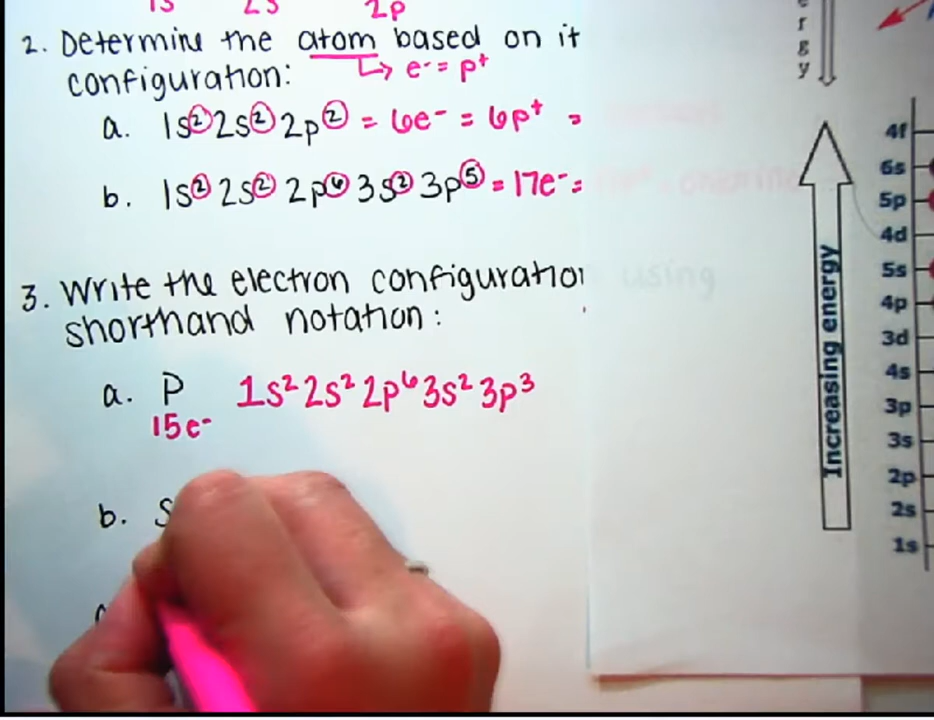 1s 2s 2p
2. Determine the atom based on it
configuration: ↳ e⁻ = p⁺
a. 1s² 2s² 2p² = 6e⁻ = 6p⁺ =
b. 1s² 2s² 2p⁶ 3s² 3p⁵ = 17e⁻ =
3. Write the electron configuration using
shorthand notation:
a. P 1s² 2s² 2p⁶ 3s² 3p³
15e⁻
b. S
r
g
y
Increasing energy
4f
6s
5p
4d
5s
4p
3d
4s
3p
3s
2p
2s
1s